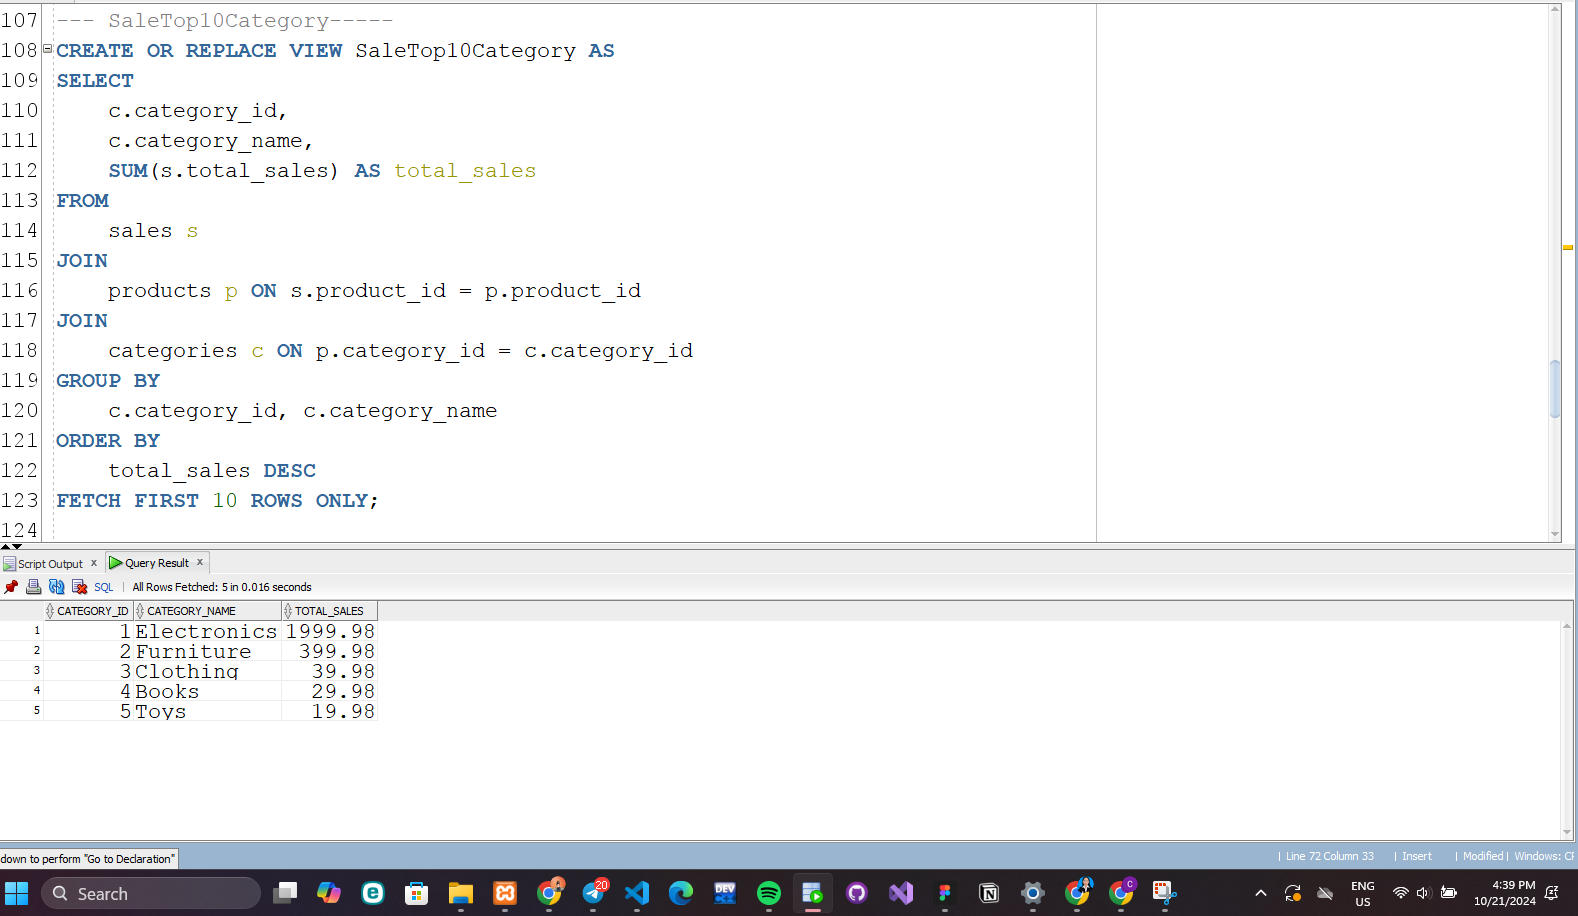 107 --- SaleTop10Category-----
108 CREATE OR REPLACE VIEW SaleTop10Category AS
109 SELECT
110 c.category_id,
111 c.category_name,
112 SUM(s.total_sales) AS total_sales
113 FROM
114 sales s
115 JOIN
116 products p ON s.product_id = p.product_id
117 JOIN
118 categories c ON p.category_id = c.category_id
119 GROUP BY
120 c.category_id, c.category_name
121 ORDER BY
122 total_sales DESC
123 FETCH FIRST 10 ROWS ONLY;
124
Script Output x Query Result x
SQL | All Rows Fetched: 5 in 0.016 seconds
CATEGORY_ID CATEGORY_NAME TOTAL_SALES
1 1 Electronics 1999.98
2 2 Furniture 399.98
3 3 Clothing 39.98
4 4 Books 29.98
5 5 Toys 19.98
down to perform "Go to Declaration"
| Line 72 Column 33 | Insert | Modified | Windows:
Search
20
DEV
C
ENG
US
4:39 PM
10/21/2024